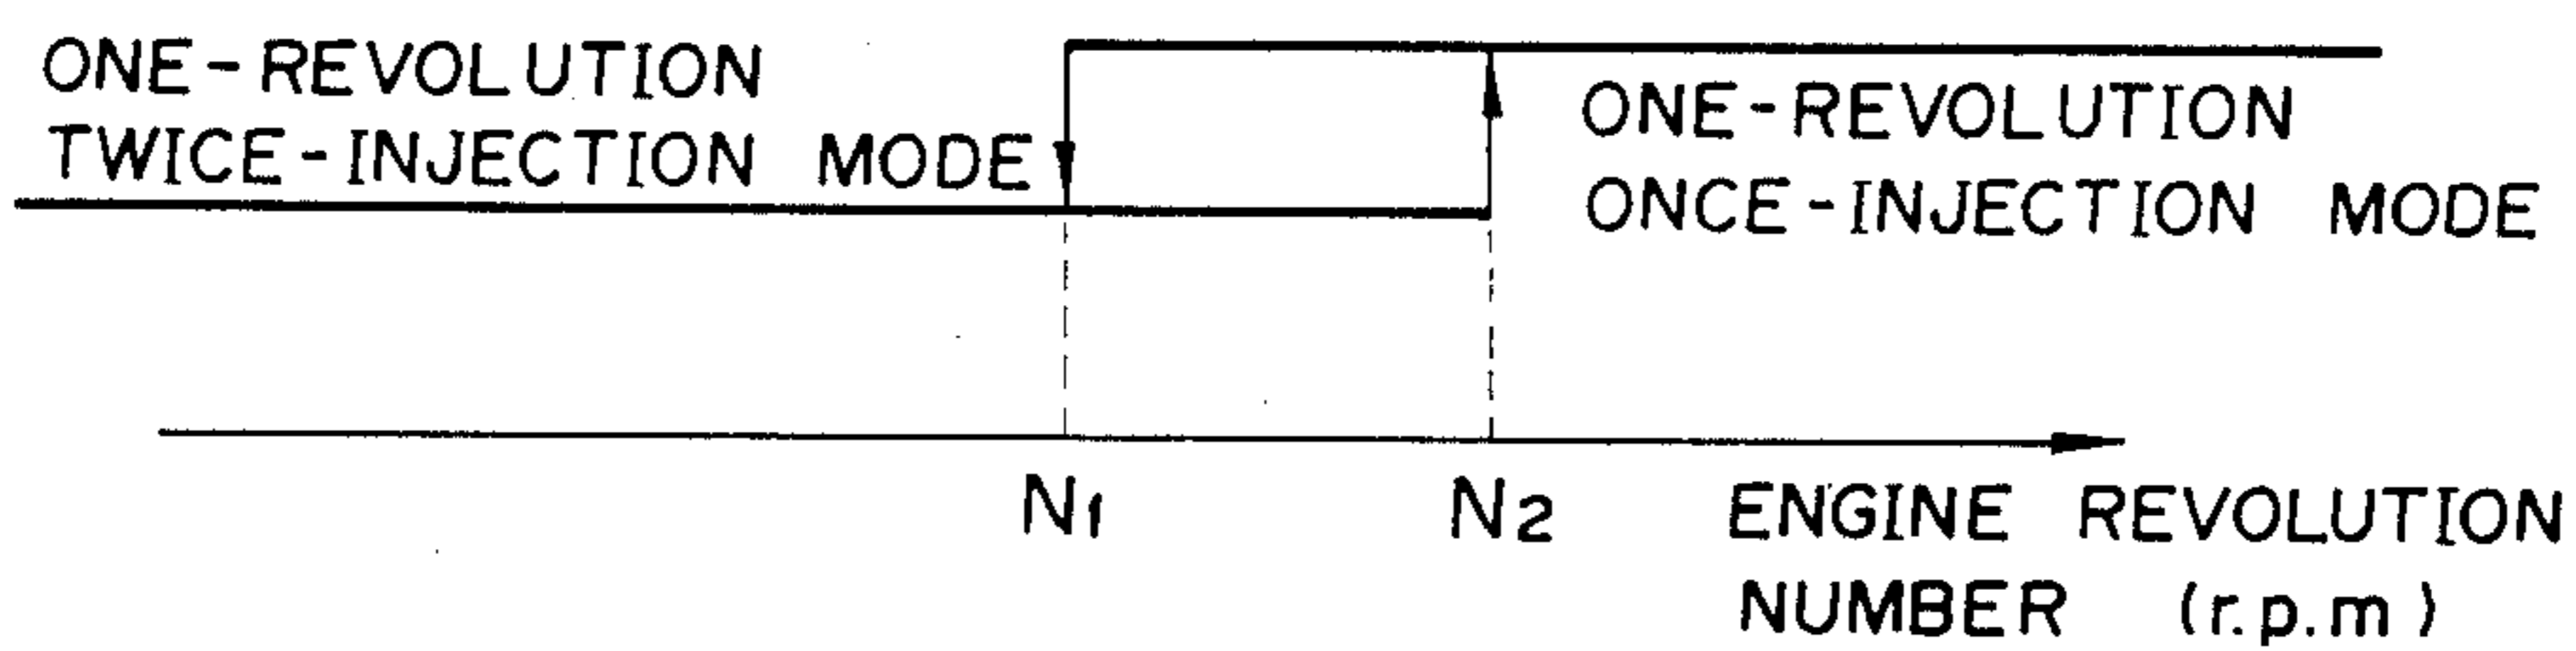 ONE-REVOLUTION
TWICE-INJECTION MODE
ONE-REVOLUTION
ONCE-INJECTION MODE
N1
N2
ENGINE REVOLUTION
NUMBER (r.p.m)